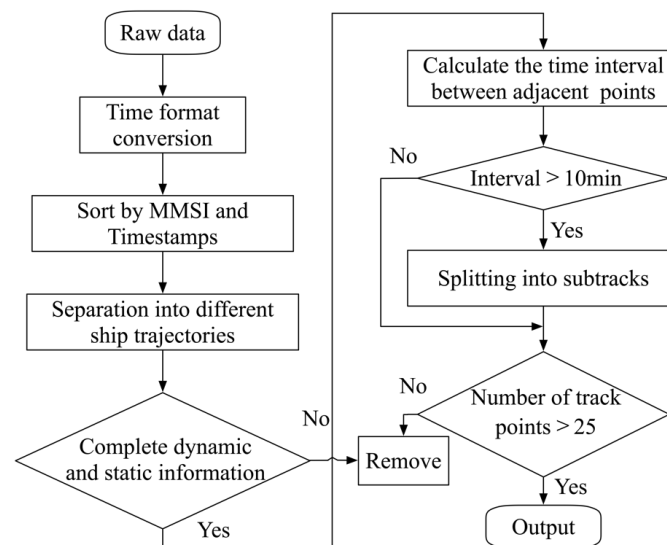 Raw data
Time format
conversion
Sort by MMSI and
Timestamps
Separation into different
ship trajectories
Complete dynamic
and static information
Yes
No
Remove
Calculate the time interval
between adjacent points
No
Interval > 10min
Yes
Splitting into subtracks
No
Number of track
points > 25
Yes
Output